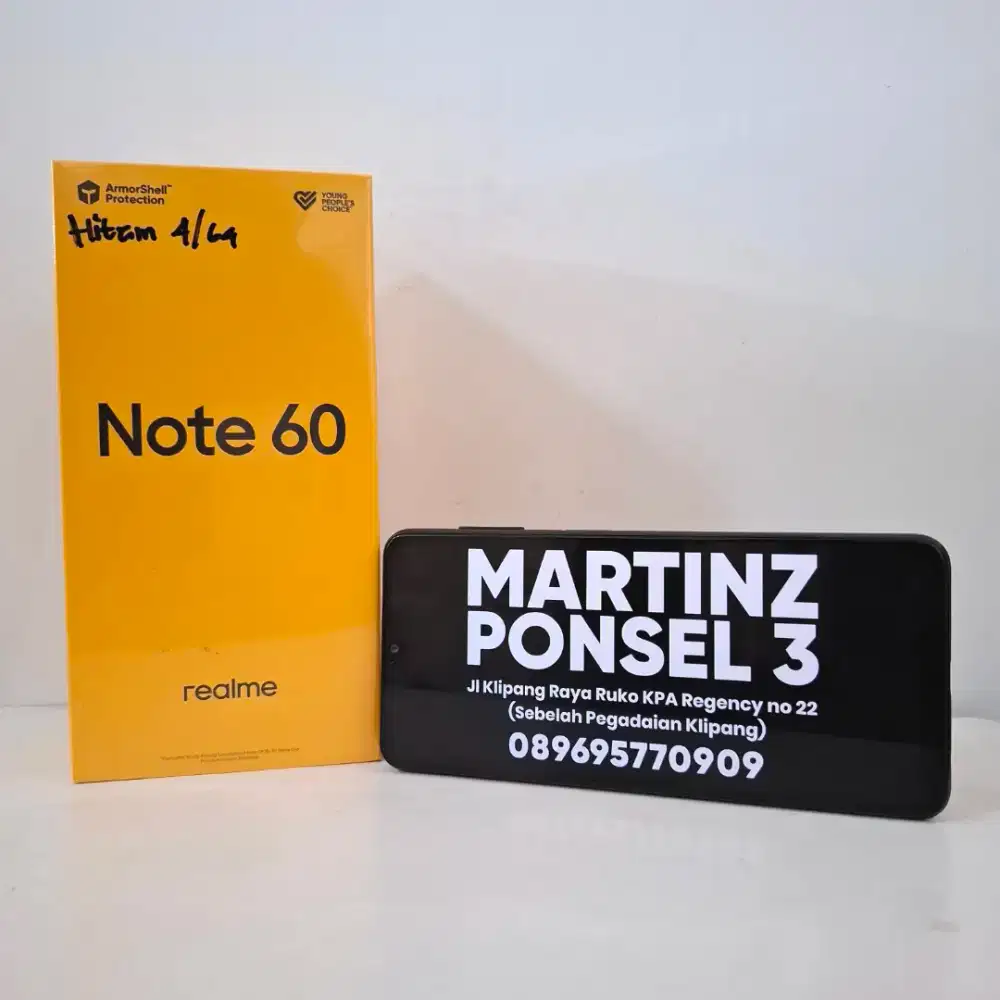 ArmorShell™
Protection
YOUNG
PEOPLE'S
CHOICE
Hitam 4/64
Note 60
realme
MARTINZ
PONSEL 3
Jl Klipang Raya Ruko KPA Regency no 22
(Sebelah Pegadaian Klipang)
089695770909